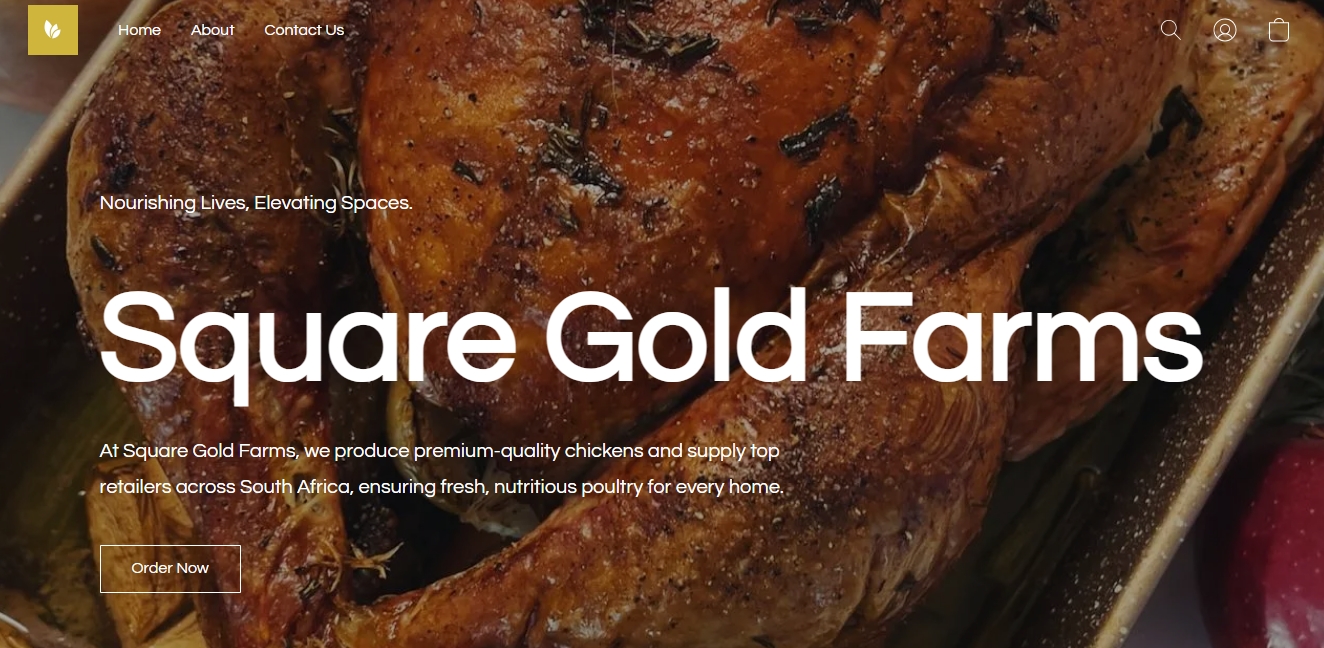 Home
About
Contact Us
Nourishing Lives, Elevating Spaces.
Square Gold Farms
At Square Gold Farms, we produce premium-quality chickens and supply top
retailers across South Africa, ensuring fresh, nutritious poultry for every home.
Order Now